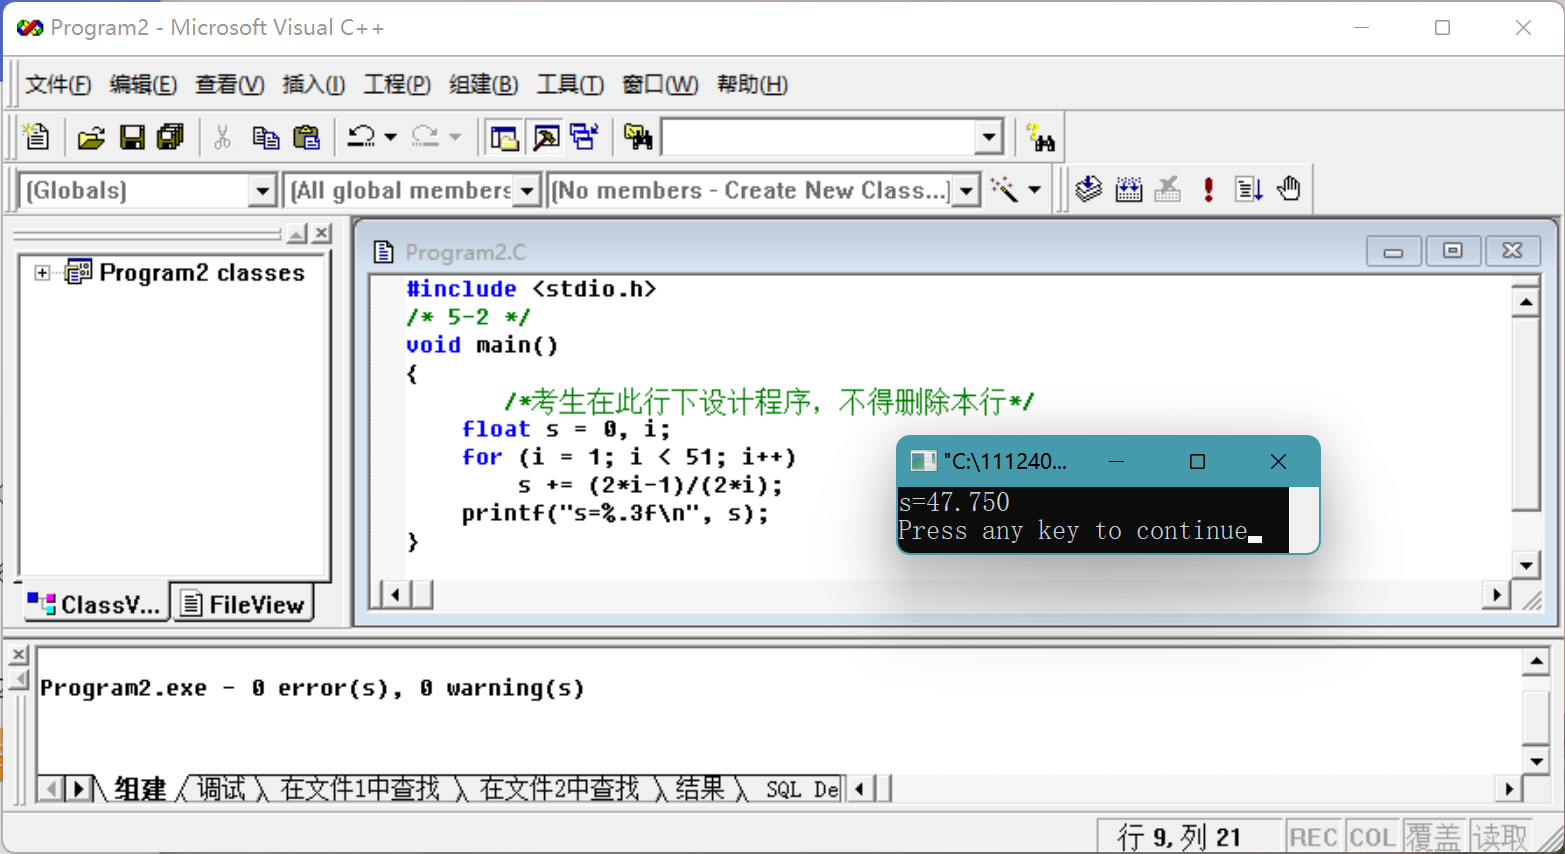 Program2 - Microsoft Visual C++
文件(F) 编辑(E) 查看(V) 插入(I) 工程(P) 组建(B) 工具(T) 窗口(W) 帮助(H)
(Globals) (All global members (No members - Create New Class...)
Program2 classes
ClassV... FileView
Program2.C
#include <stdio.h>
/* 5-2 */
void main()
{
/*考生在此行下设计程序，不得删除本行*/
float s = 0, i;
for (i = 1; i < 51; i++)
s += (2*i-1)/(2*i);
printf("s=%.3f\n", s);
}
"C:\111240...
s=47.750
Press any key to continue
Program2.exe - 0 error(s), 0 warning(s)
组建 调试 在文件1中查找 在文件2中查找 结果 SQL De
行 9, 列 21 REC COL 覆盖 读取